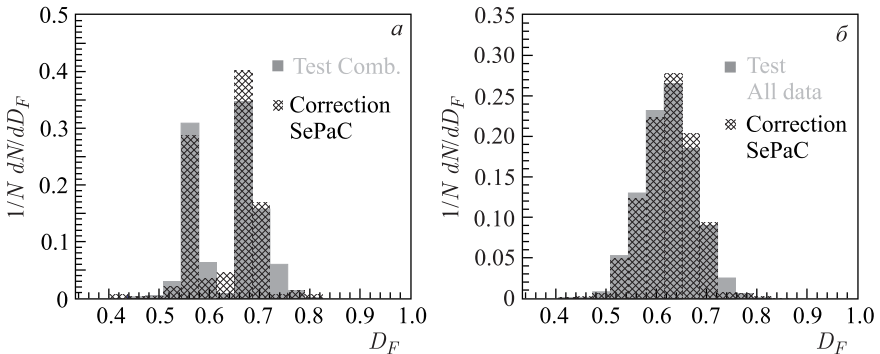 0.5
0.4
0.3
0.2
0.1
0
1/N dN/dD_F
а
Test Comb.
Correction
SePaC
0.4 0.5 0.6 0.7 0.8 0.9 1.0
D_F
0.35
0.30
0.25
0.20
0.15
0.10
0.05
0
1/N dN/dD_F
б
Test
All data
Correction
SePaC
0.4 0.5 0.6 0.7 0.8 0.9 1.0
D_F